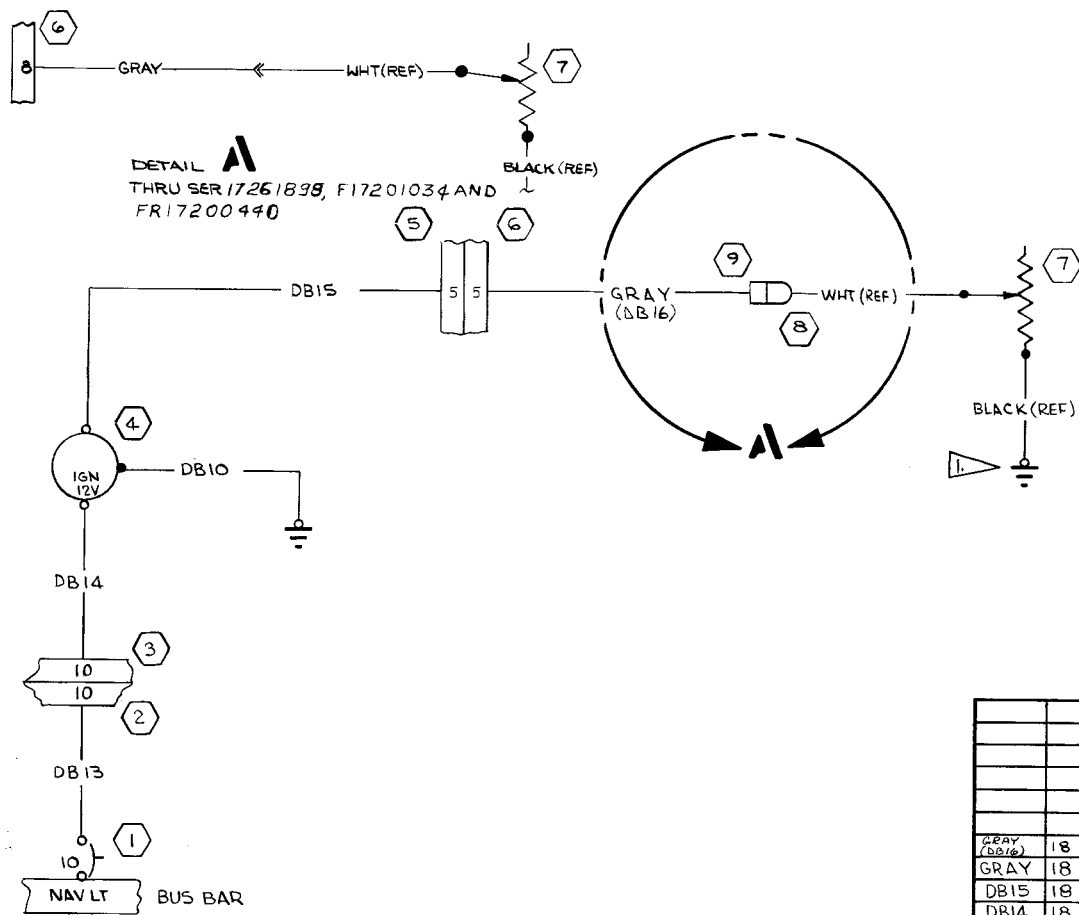 6
8
GRAY
WHT(REF)
7
DETAIL A
THRU SER 17261898, F17201034 AND
FR17200440
BLACK(REF)
5
6
DB15
5 5
9
GRAY
(DB16)
WHT(REF)
8
7
4
BLACK(REF)
A
IGN
12V
DB10
1.
DB14
3
10
10
2
DB13
1
10
NAV LT
BUS BAR
GRAY
(DB16) 18
GRAY 18
DB15 18
DB14 18